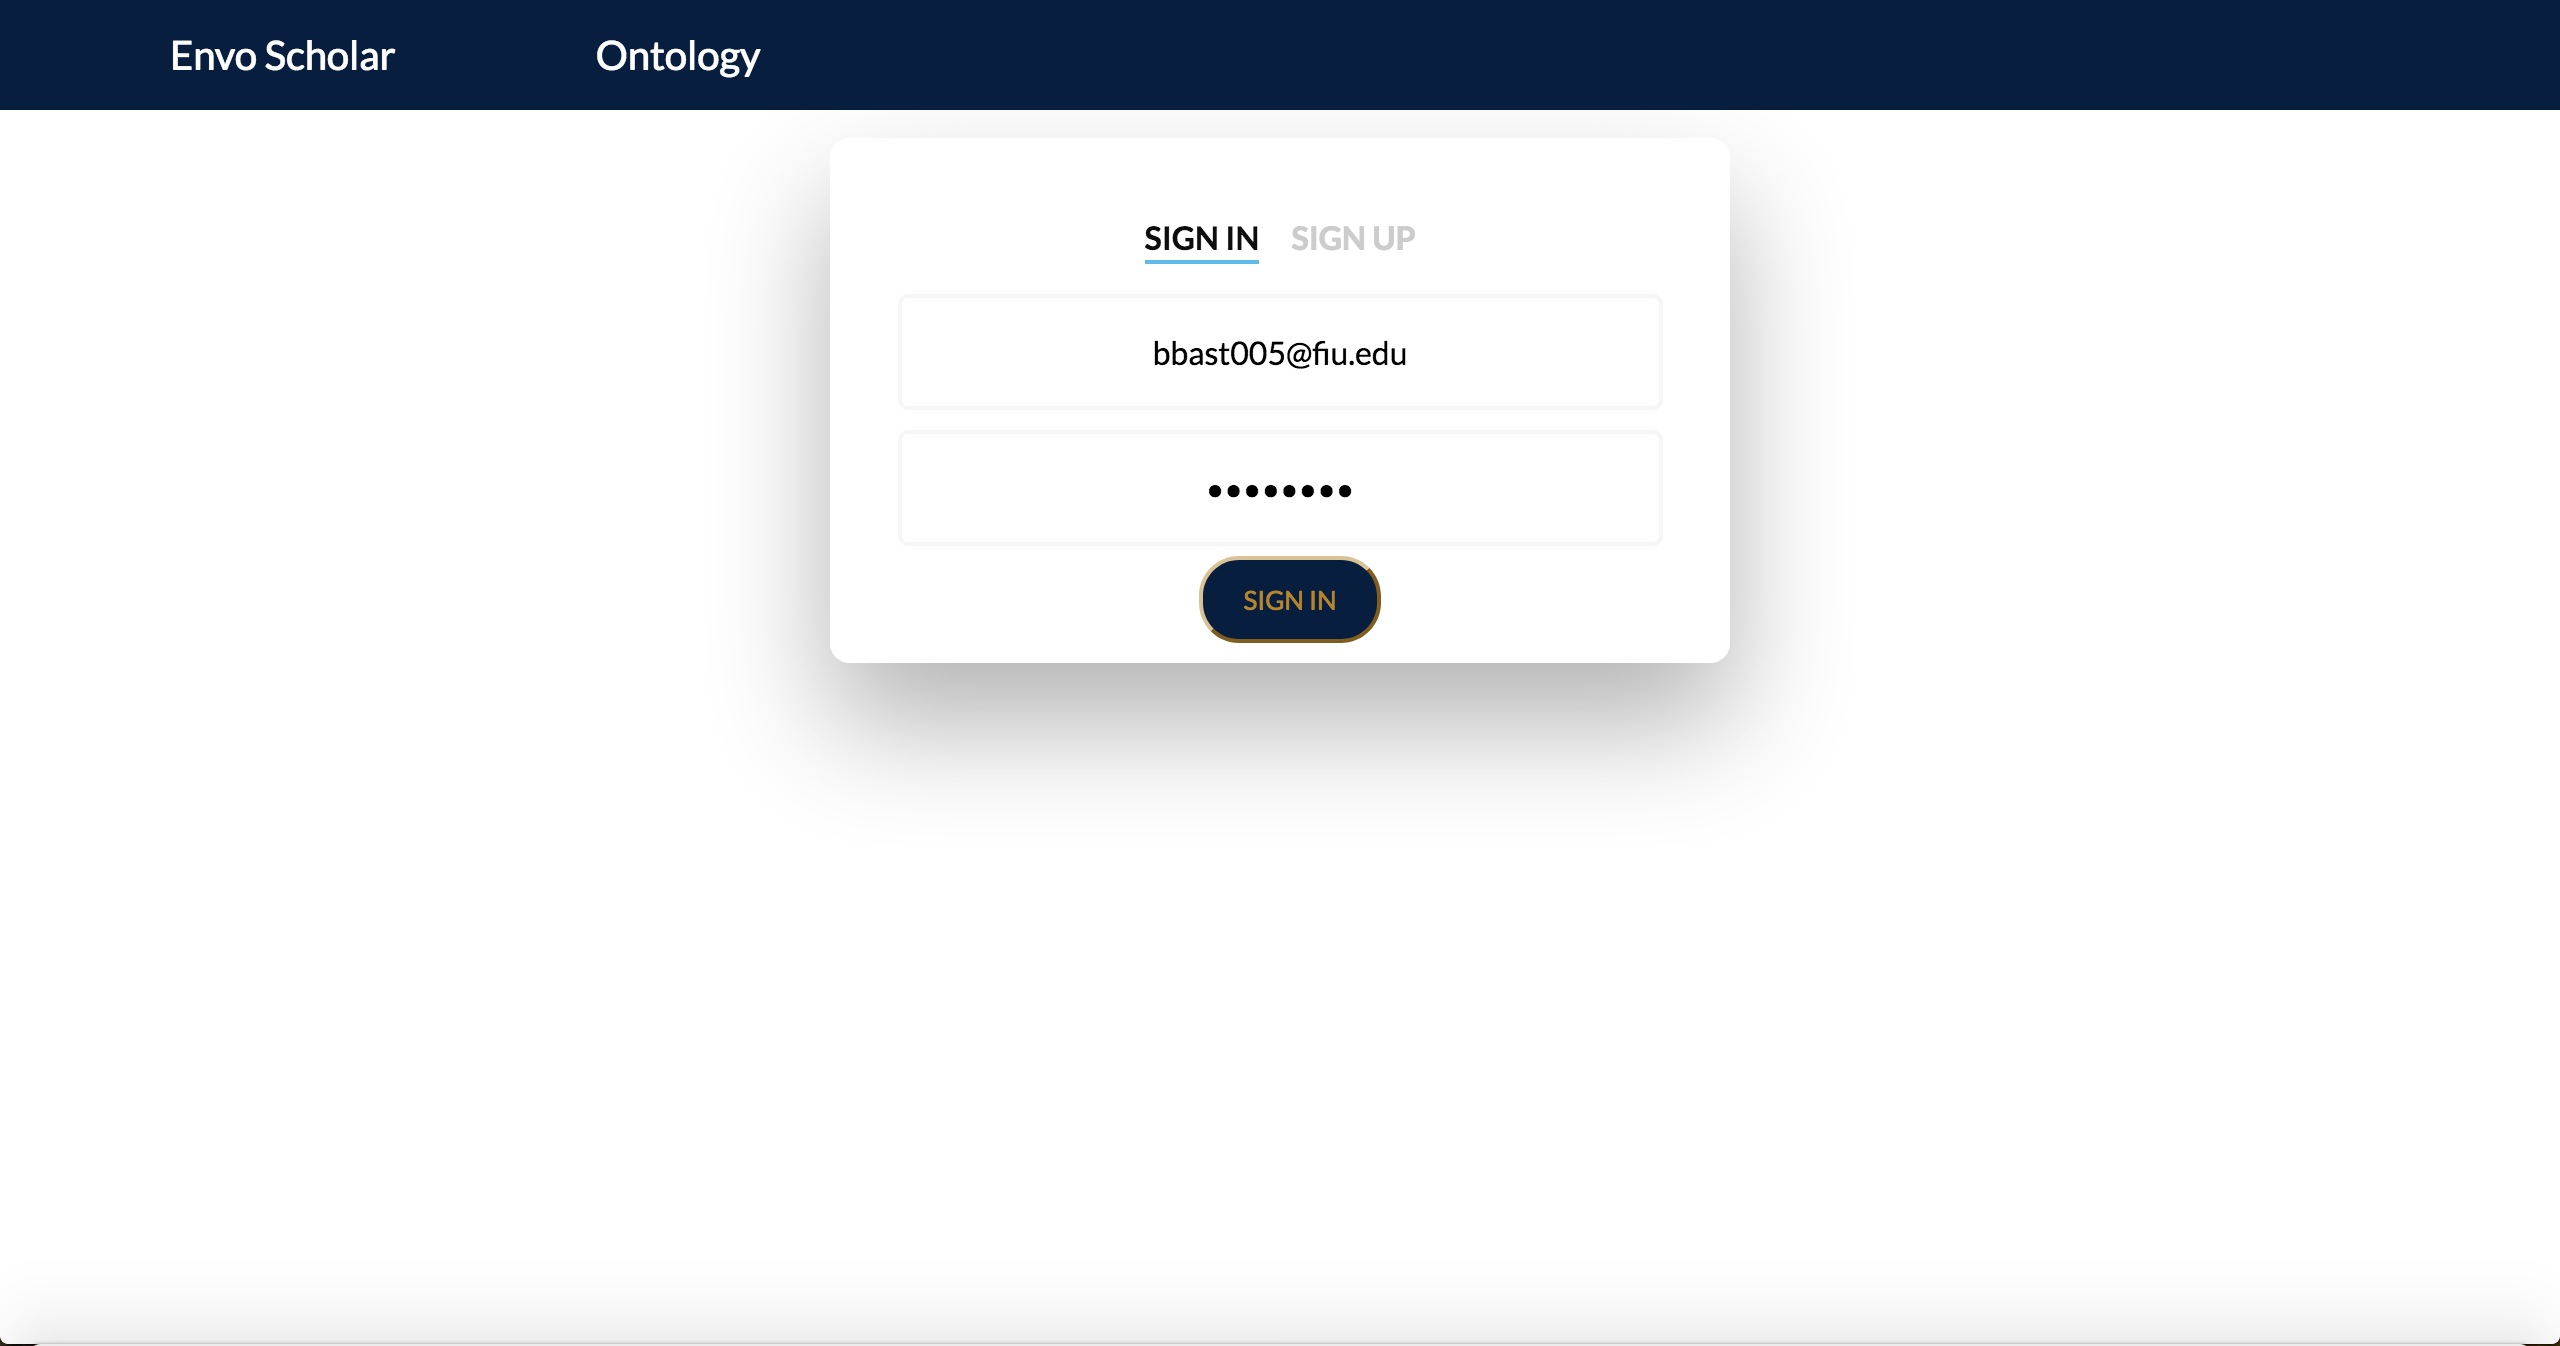 Envo Scholar Ontology
SIGN IN SIGN UP
bbast005@fiu.edu
••••••••
SIGN IN